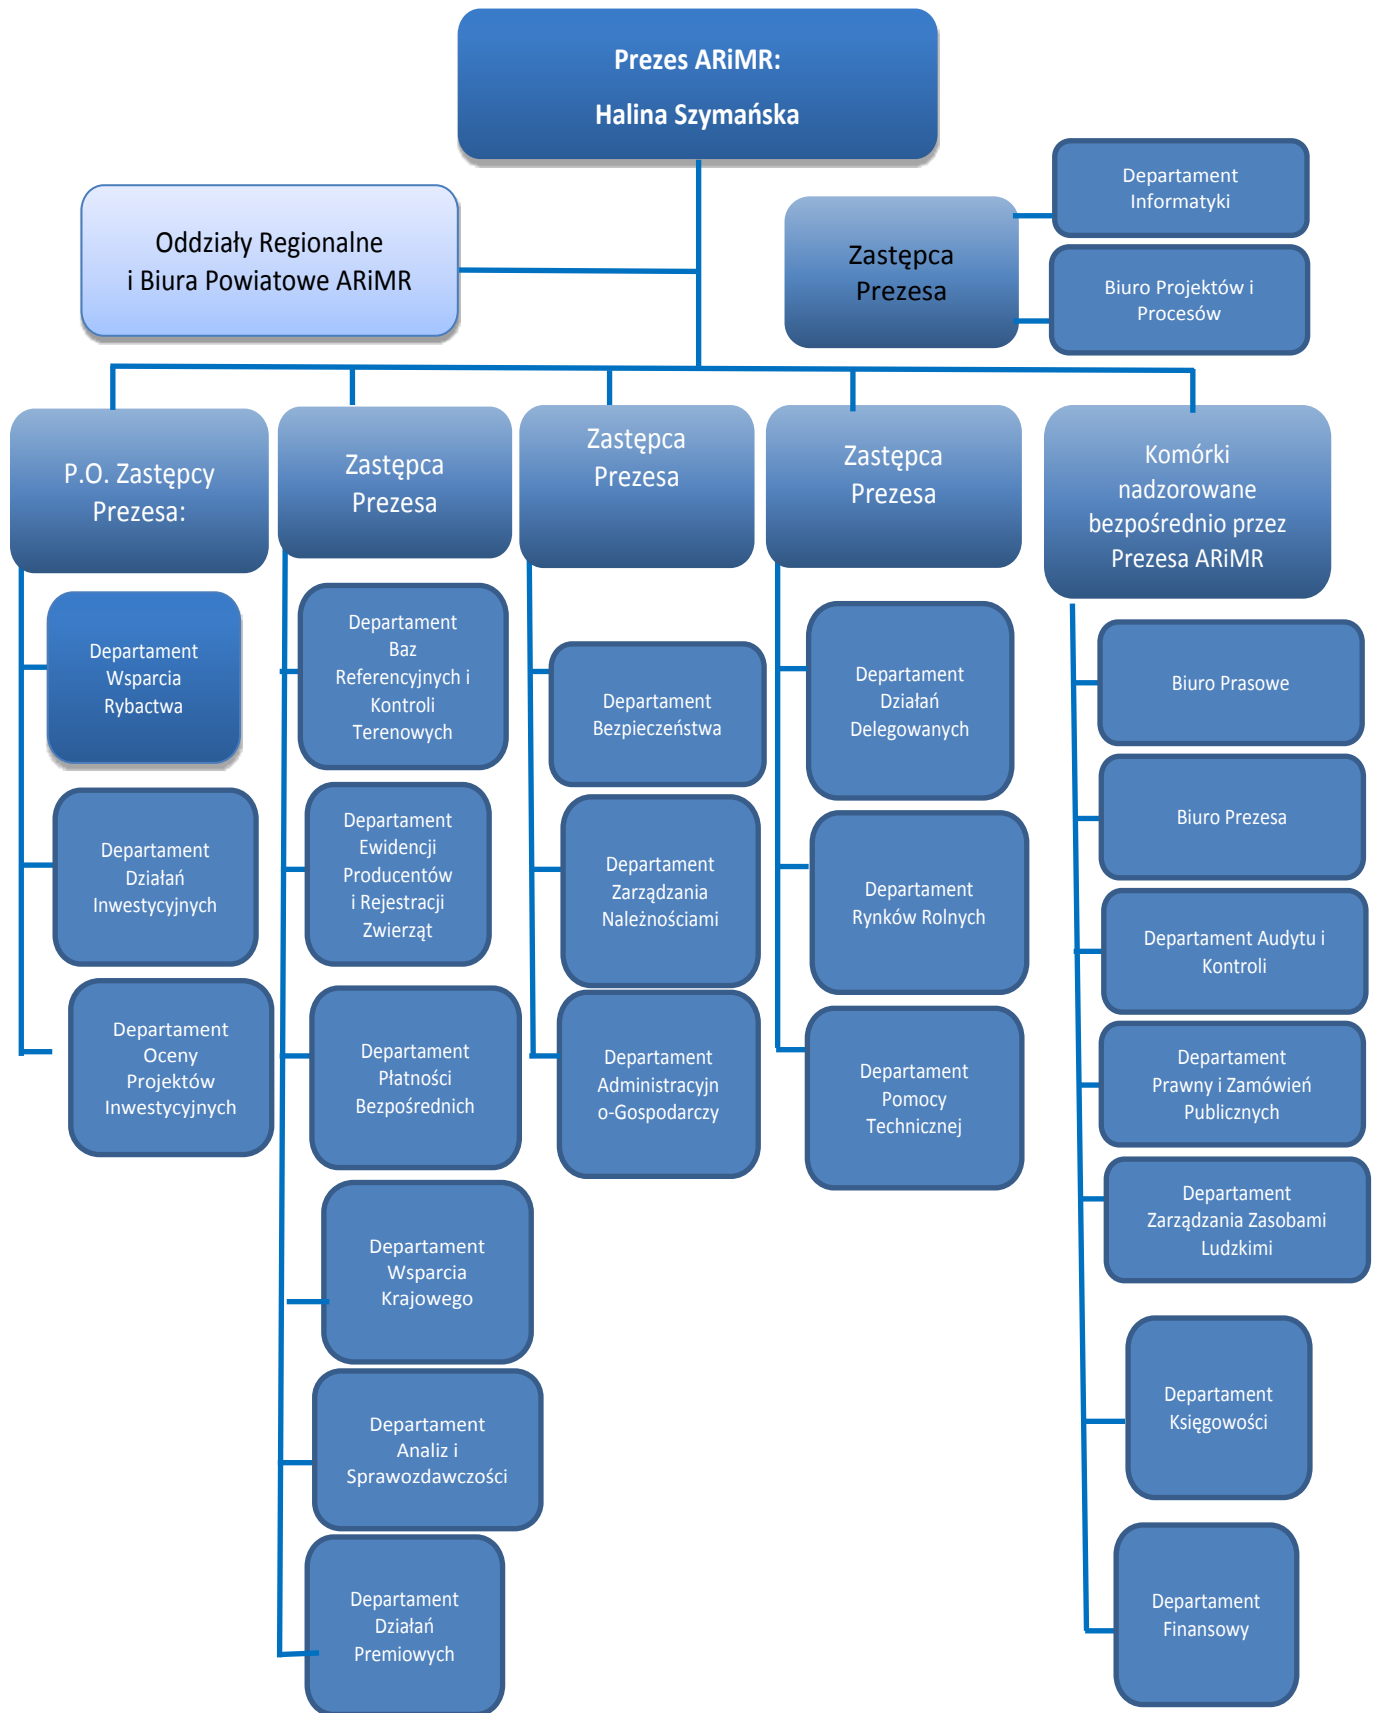 Prezes ARiMR:
Halina Szymańska
Departament
Informatyki
Oddziały Regionalne
i Biura Powiatowe ARiMR
Zastępca
Prezesa
Biuro Projektów i
Procesów
P.O. Zastępcy
Prezesa:
Departament
Wsparcia
Rybactwa
Departament
Działań
Inwestycyjnych
Departament
Oceny
Projektów
Inwestycyjnych
Zastępca
Prezesa
Departament
Baz
Referencyjnych i
Kontroli
Terenowych
Departament
Ewidencji
Producentów
i Rejestracji
Zwierząt
Departament
Płatności
Bezpośrednich
Departament
Wsparcia
Krajowego
Departament
Analiz i
Sprawozdawczości
Departament
Działań
Premiowych
Zastępca
Prezesa
Departament
Bezpieczeństwa
Departament
Zarządzania
Należnościami
Departament
Administracyjn
o-Gospodarczy
Zastępca
Prezesa
Departament
Działań
Delegowanych
Departament
Rynków Rolnych
Departament
Pomocy
Technicznej
Komórki
nadzorowane
bezpośrednio przez
Prezesa ARiMR
Biuro Prasowe
Biuro Prezesa
Departament Audytu i
Kontroli
Departament
Prawny i Zamówień
Publicznych
Departament
Zarządzania Zasobami
Ludzkimi
Departament
Księgowości
Departament
Finansowy